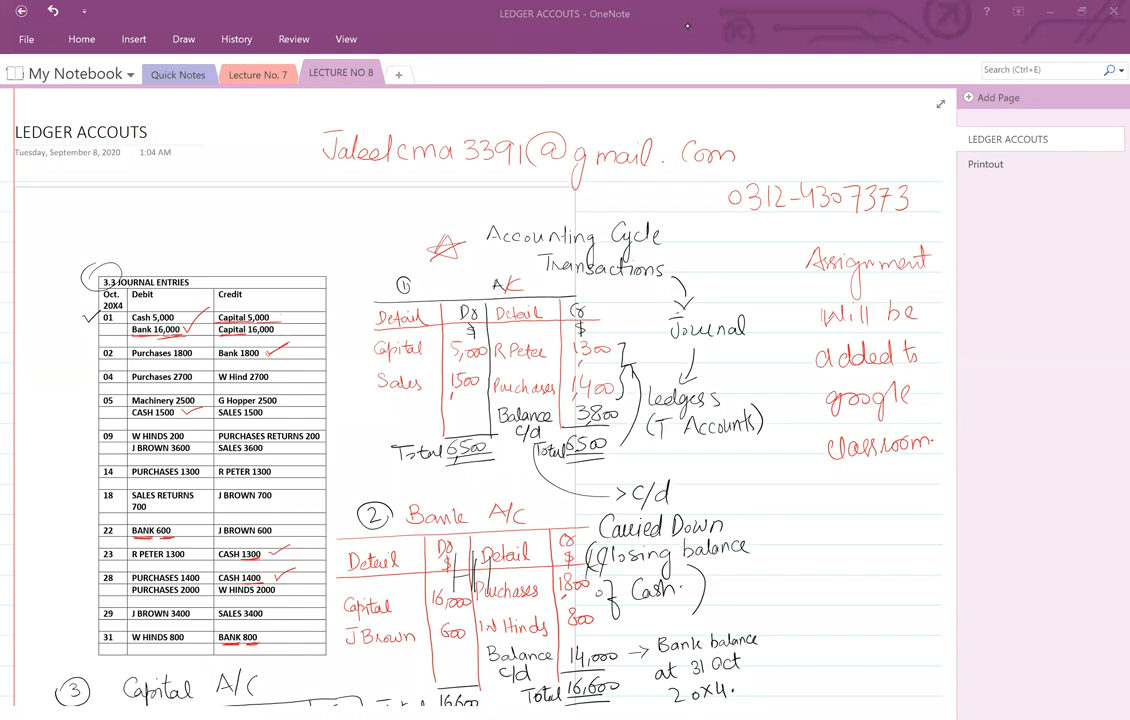 LEDGER ACCOUTS - OneNote
?
File Home Insert Draw History Review View
My Notebook Quick Notes Lecture No. 7 LECTURE NO 8 +
Search (Ctrl+E)
Add Page
LEDGER ACCOUTS
Printout
LEDGER ACCOUTS
Tuesday, September 8, 2020 1:04 AM
Jaleelcma3391@gmail.com
0312-4307373
Accounting Cycle
Transactions
Journal
Ledgers
(T Accounts)
Assignment
will be
added to
google
classroom.
3.3 JOURNAL ENTRIES
Oct. 20X4 Debit Credit
01 Cash 5,000 Capital 5,000
Bank 16,000 Capital 16,000
02 Purchases 1800 Bank 1800
04 Purchases 2700 W Hind 2700
05 Machinery 2500 G Hopper 2500
CASH 1500 SALES 1500
09 W HINDS 200 PURCHASES RETURNS 200
J BROWN 3600 SALES 3600
14 PURCHASES 1300 R PETER 1300
18 SALES RETURNS 700 J BROWN 700
22 BANK 600 J BROWN 600
23 R PETER 1300 CASH 1300
28 PURCHASES 1400 CASH 1400
PURCHASES 2000 W HINDS 2000
29 J BROWN 3400 SALES 3400
31 W HINDS 800 BANK 800
1 A/C
Detail Dr Detail Cr
$ $
Capital 5,000 R Peter 1300
Sales 1500 Purchases 1,400
Balance c/d 3,800
Total 6,500 Total 6,500
c/d
Carried Down
(Closing balance
of Cash.)
2 Bank A/C
Detail Dr Detail Cr
$ $
Capital 16,000 Purchases 1800
J Brown 600 W Hinds 800
Balance c/d 14,000
16,600 Total 16,600
Bank balance
at 31 Oct
20X4.
3 Capital A/C